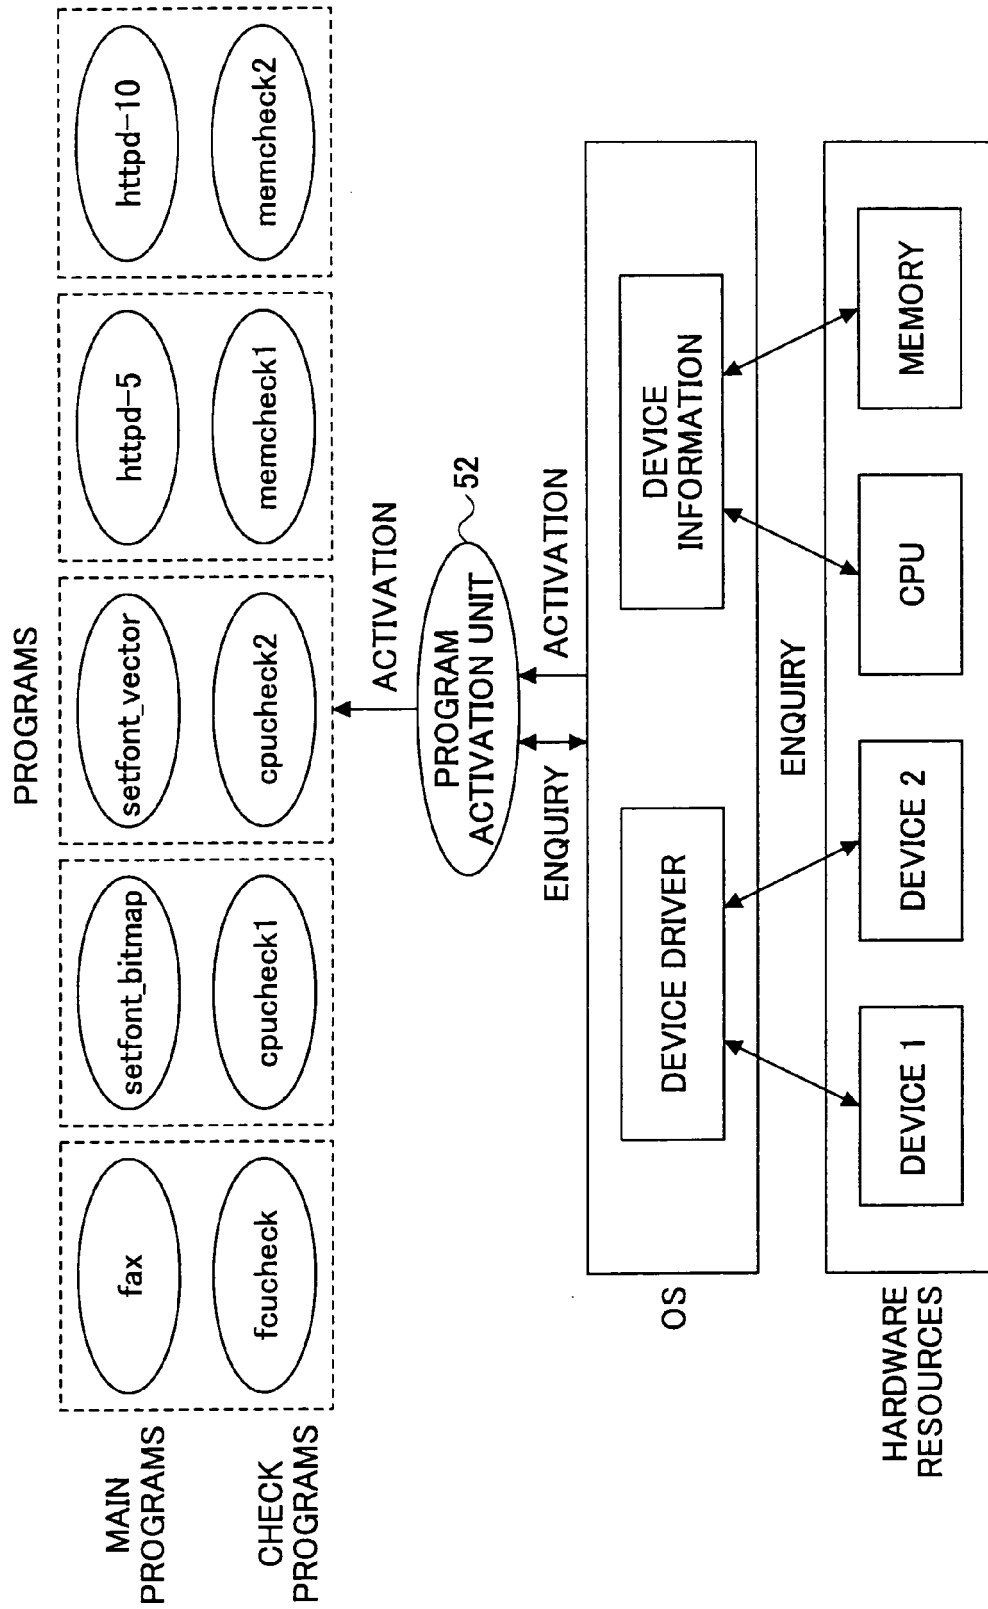 PROGRAMS
MAIN
PROGRAMS
fax
setfont_bitmap
setfont_vector
httpd-5
httpd-10
CHECK
PROGRAMS
fcucheck
cpucheck1
cpucheck2
memcheck1
memcheck2
ACTIVATION
PROGRAM
ACTIVATION UNIT
52
ENQUIRY
ACTIVATION
OS
DEVICE DRIVER
DEVICE
INFORMATION
ENQUIRY
HARDWARE
RESOURCES
DEVICE 1
DEVICE 2
CPU
MEMORY